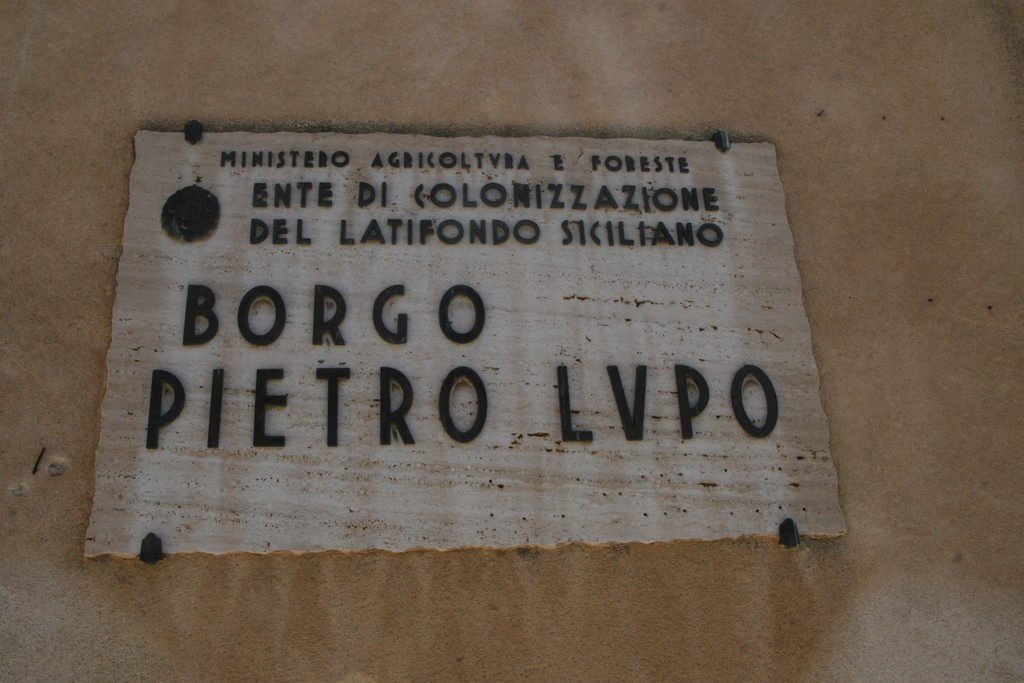 MINISTERO AGRICOLTVRA E FORESTE
ENTE DI COLONIZZAZIONE
DEL LATIFONDO SICILIANO
BORGO
PIETRO LVPO